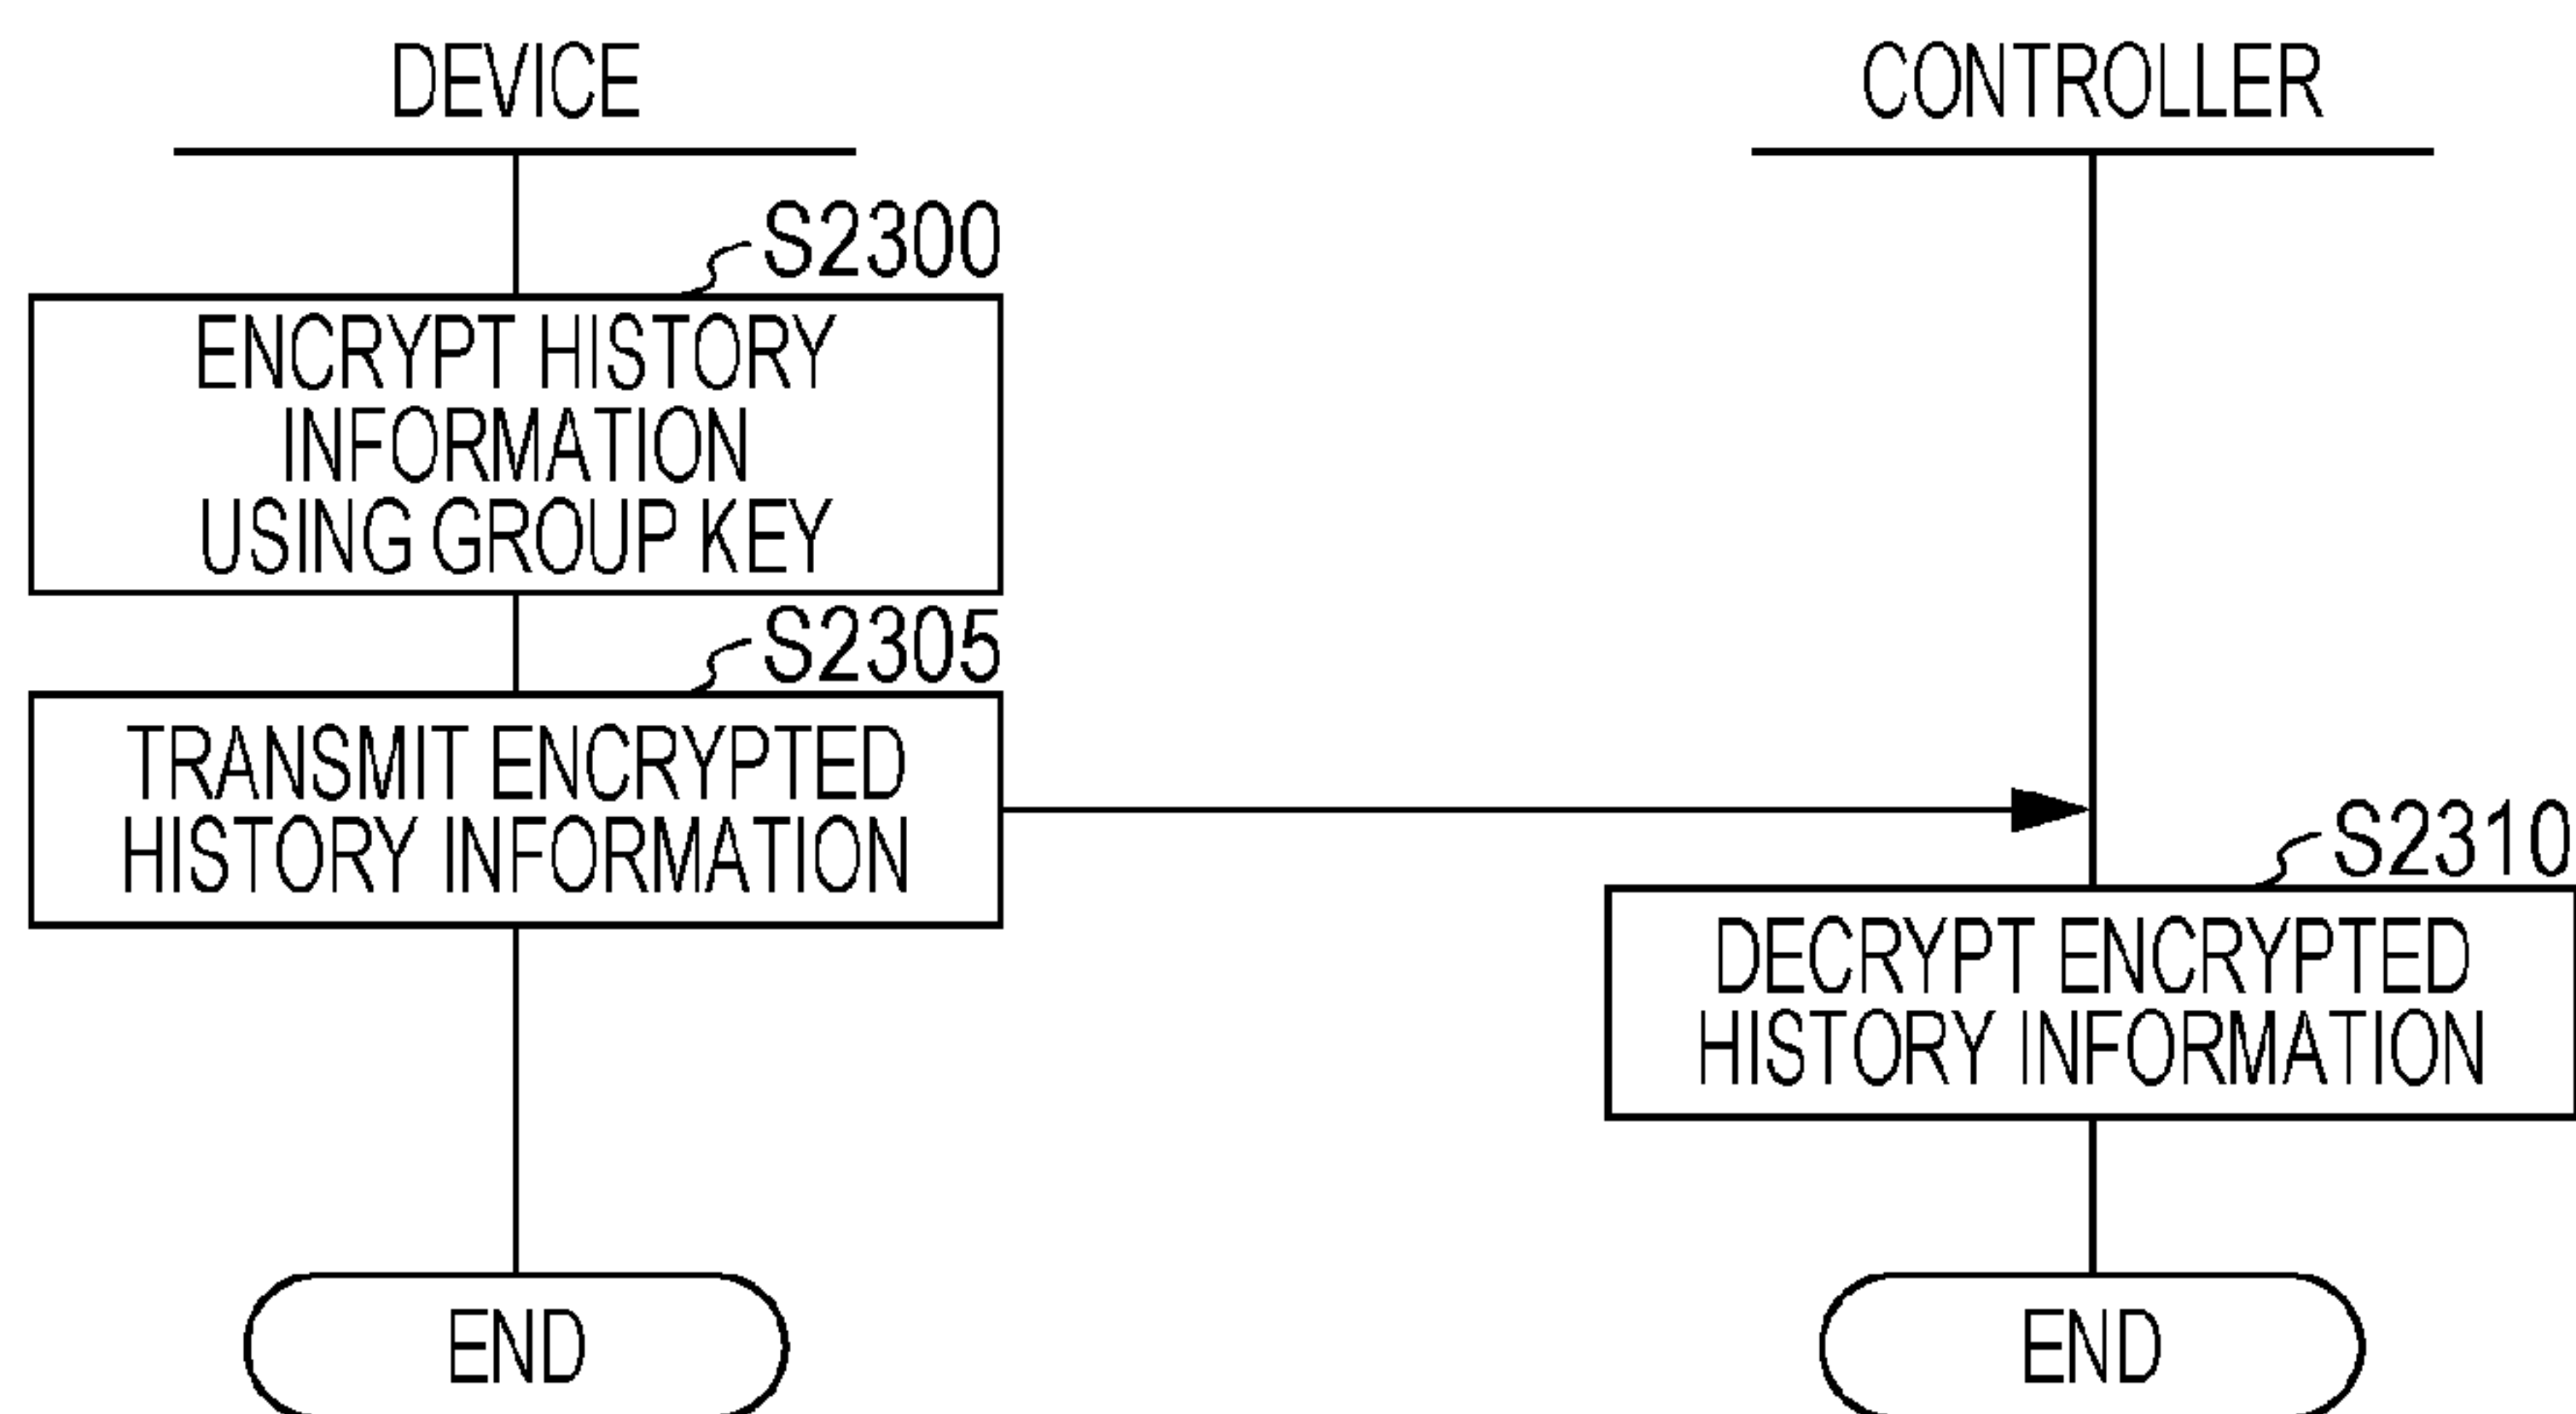 DEVICE
CONTROLLER
S2300
ENCRYPT HISTORY
INFORMATION
USING GROUP KEY
S2305
TRANSMIT ENCRYPTED
HISTORY INFORMATION
S2310
DECRYPT ENCRYPTED
HISTORY INFORMATION
END
END